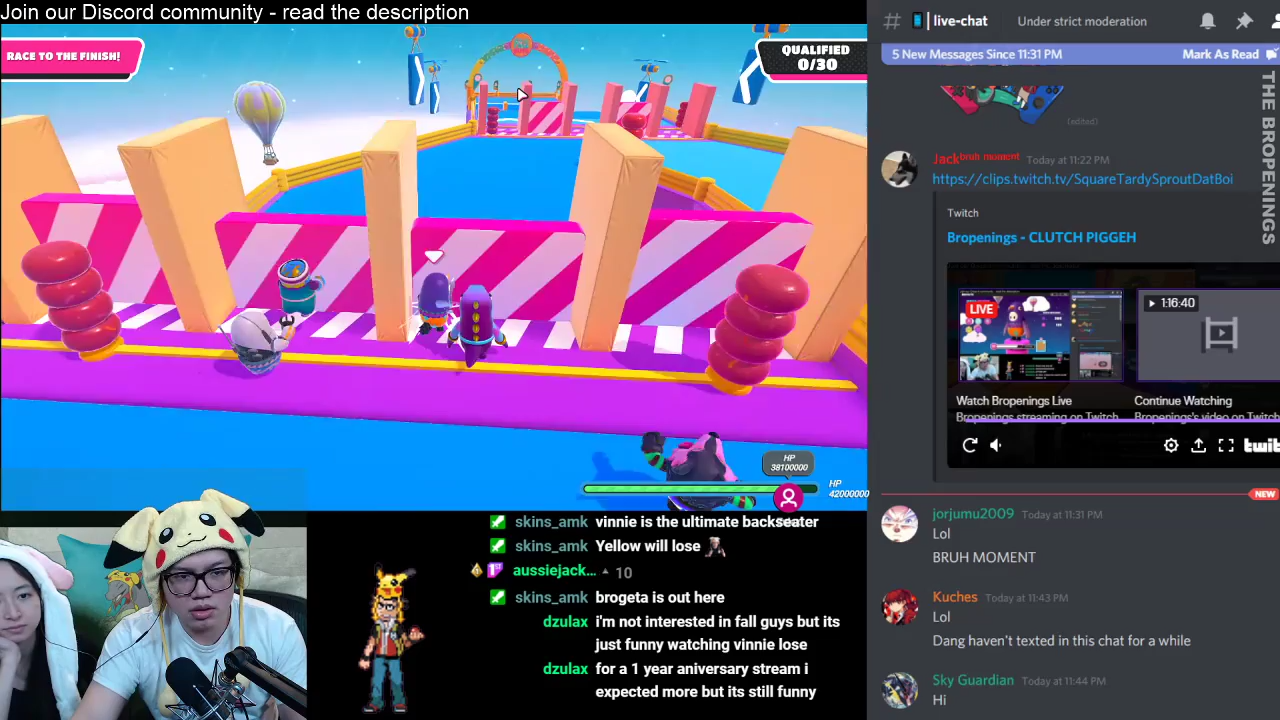 Join our Discord community - read the description
RACE TO THE FINISH!
QUALIFIED
0/30
HP
38100000
HP
42000000
skins_amk vinnie is the ultimate backseater
skins_amk Yellow will lose
aussiejack... 10
skins_amk brogeta is out here
dzulax i'm not interested in fall guys but its
just funny watching vinnie lose
dzulax for a 1 year aniversary stream i
expected more but its still funny
# live-chat Under strict moderation
5 New Messages Since 11:31 PM Mark As Read
(edited)
Jack bruh moment Today at 11:22 PM
https://clips.twitch.tv/SquareTardySproutDatBoi
Twitch
Bropenings - CLUTCH PIGGEH
LIVE
1:16:40
Watch Bropenings Live
Bropenings streaming on Twitch
Continue Watching
Bropenings's video on Twitch
twit
NEW
jorjumu2009 Today at 11:31 PM
Lol
BRUH MOMENT
Kuches Today at 11:43 PM
Lol
Dang haven't texted in this chat for a while
Sky Guardian Today at 11:44 PM
Hi
THE BROPENINGS